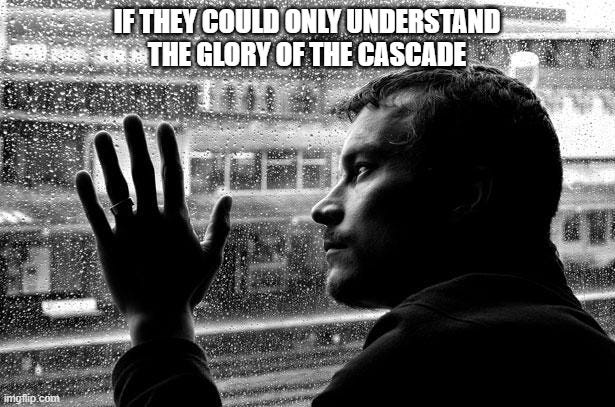 IF THEY COULD ONLY UNDERSTAND
THE GLORY OF THE CASCADE
imgflip.com